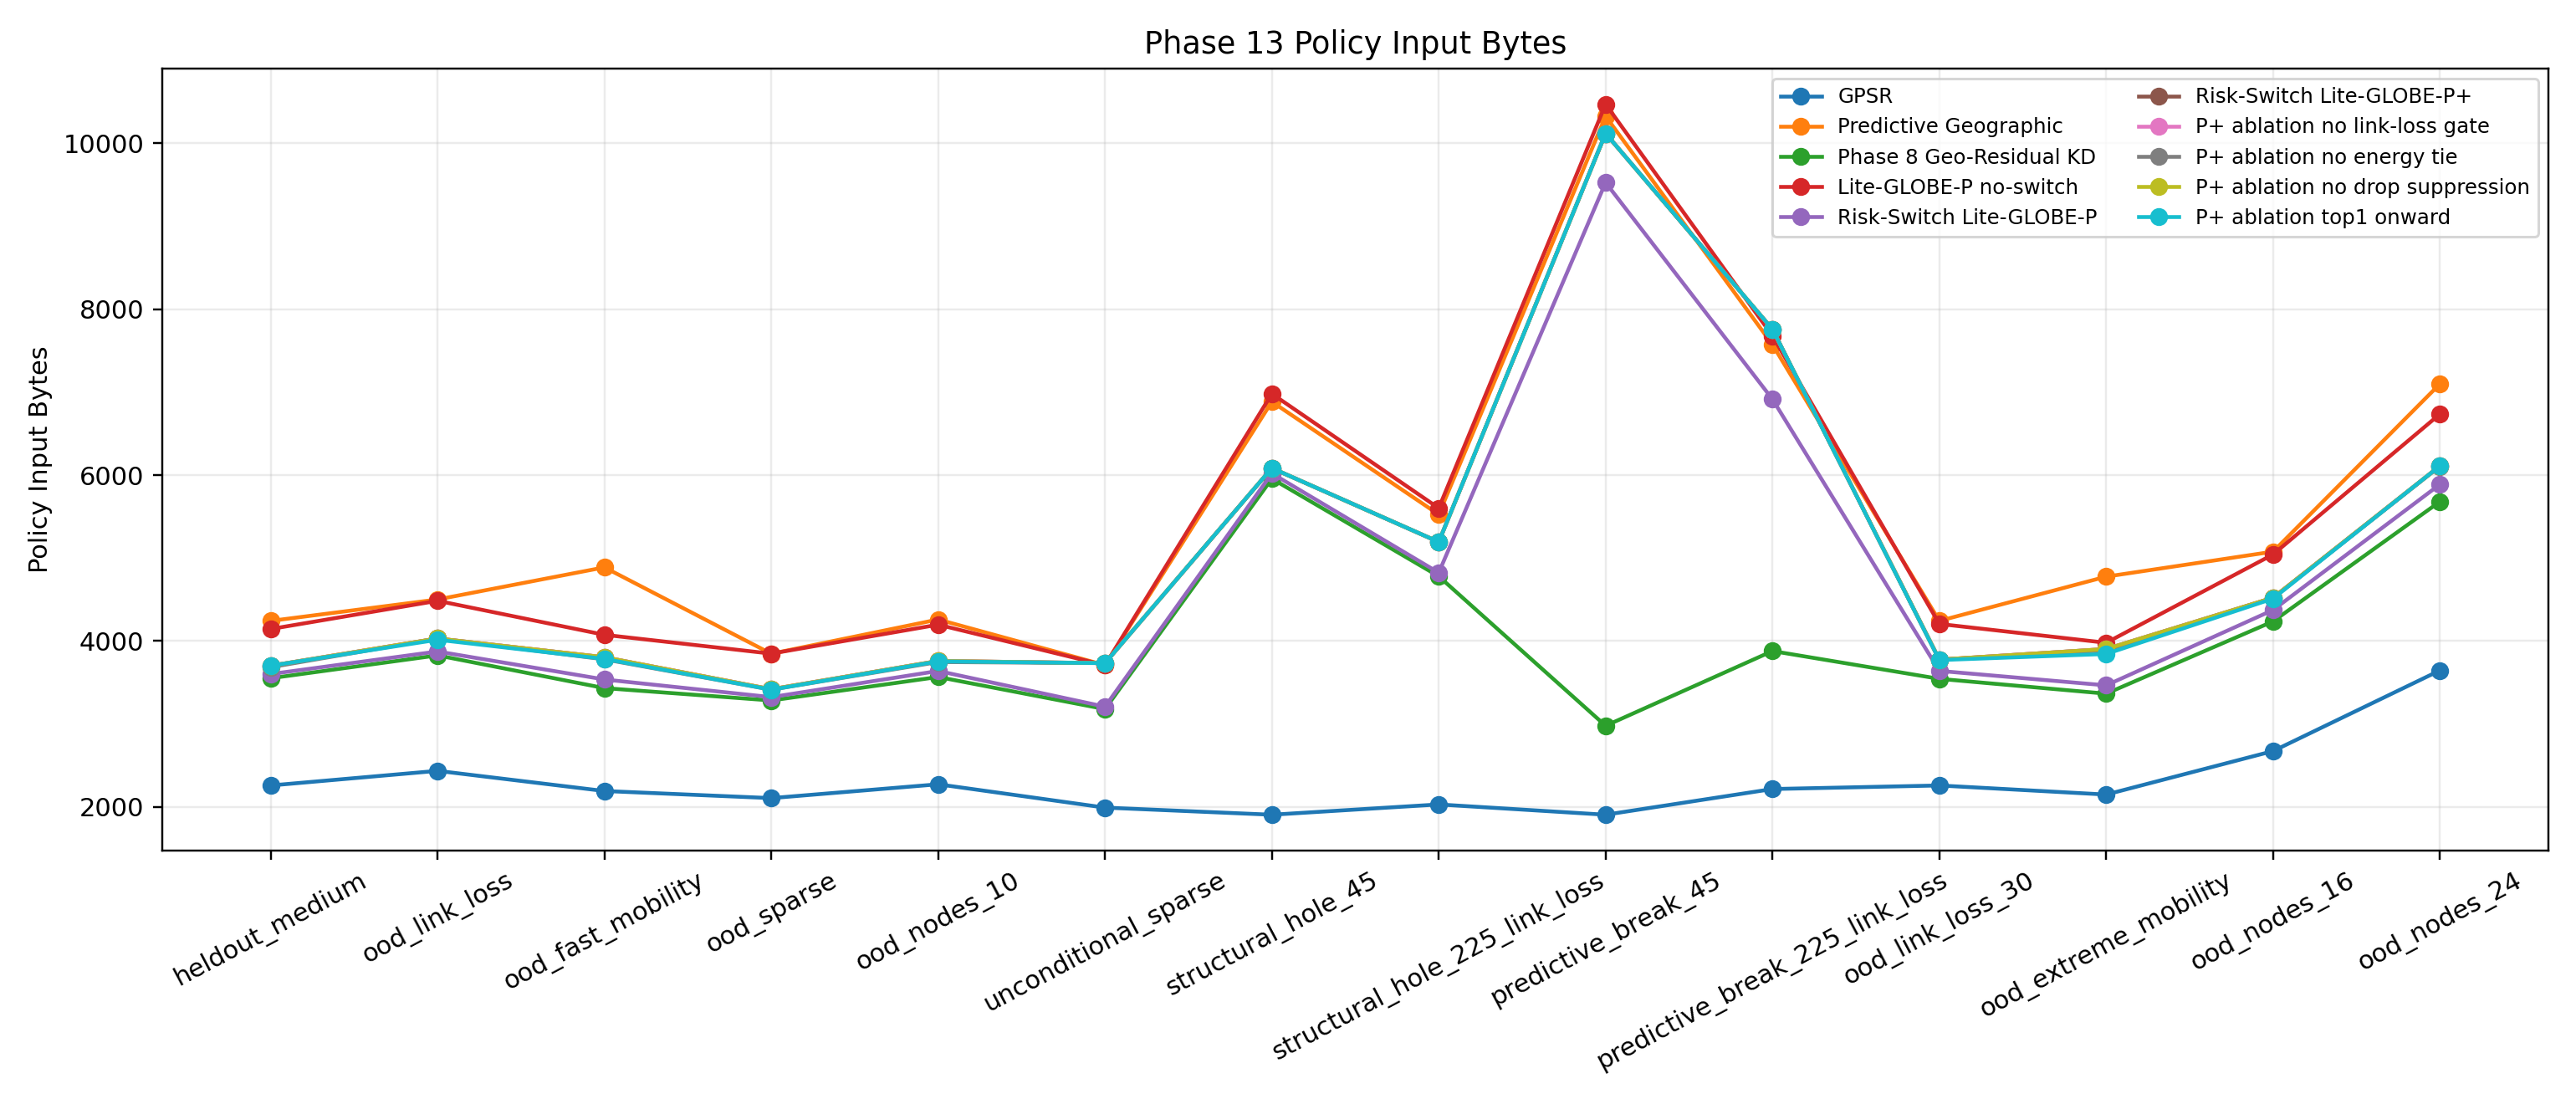 Phase 13 Policy Input Bytes
Policy Input Bytes
10000
8000
6000
4000
2000
GPSR
Predictive Geographic
Phase 8 Geo-Residual KD
Lite-GLOBE-P no-switch
Risk-Switch Lite-GLOBE-P
Risk-Switch Lite-GLOBE-P+
P+ ablation no link-loss gate
P+ ablation no energy tie
P+ ablation no drop suppression
P+ ablation top1 onward
heldout_medium
ood_link_loss
ood_fast_mobility
ood_sparse
ood_nodes_10
unconditional_sparse
structural_hole_45
structural_hole_225_link_loss
predictive_break_45
predictive_break_225_link_loss
ood_link_loss_30
ood_extreme_mobility
ood_nodes_16
ood_nodes_24